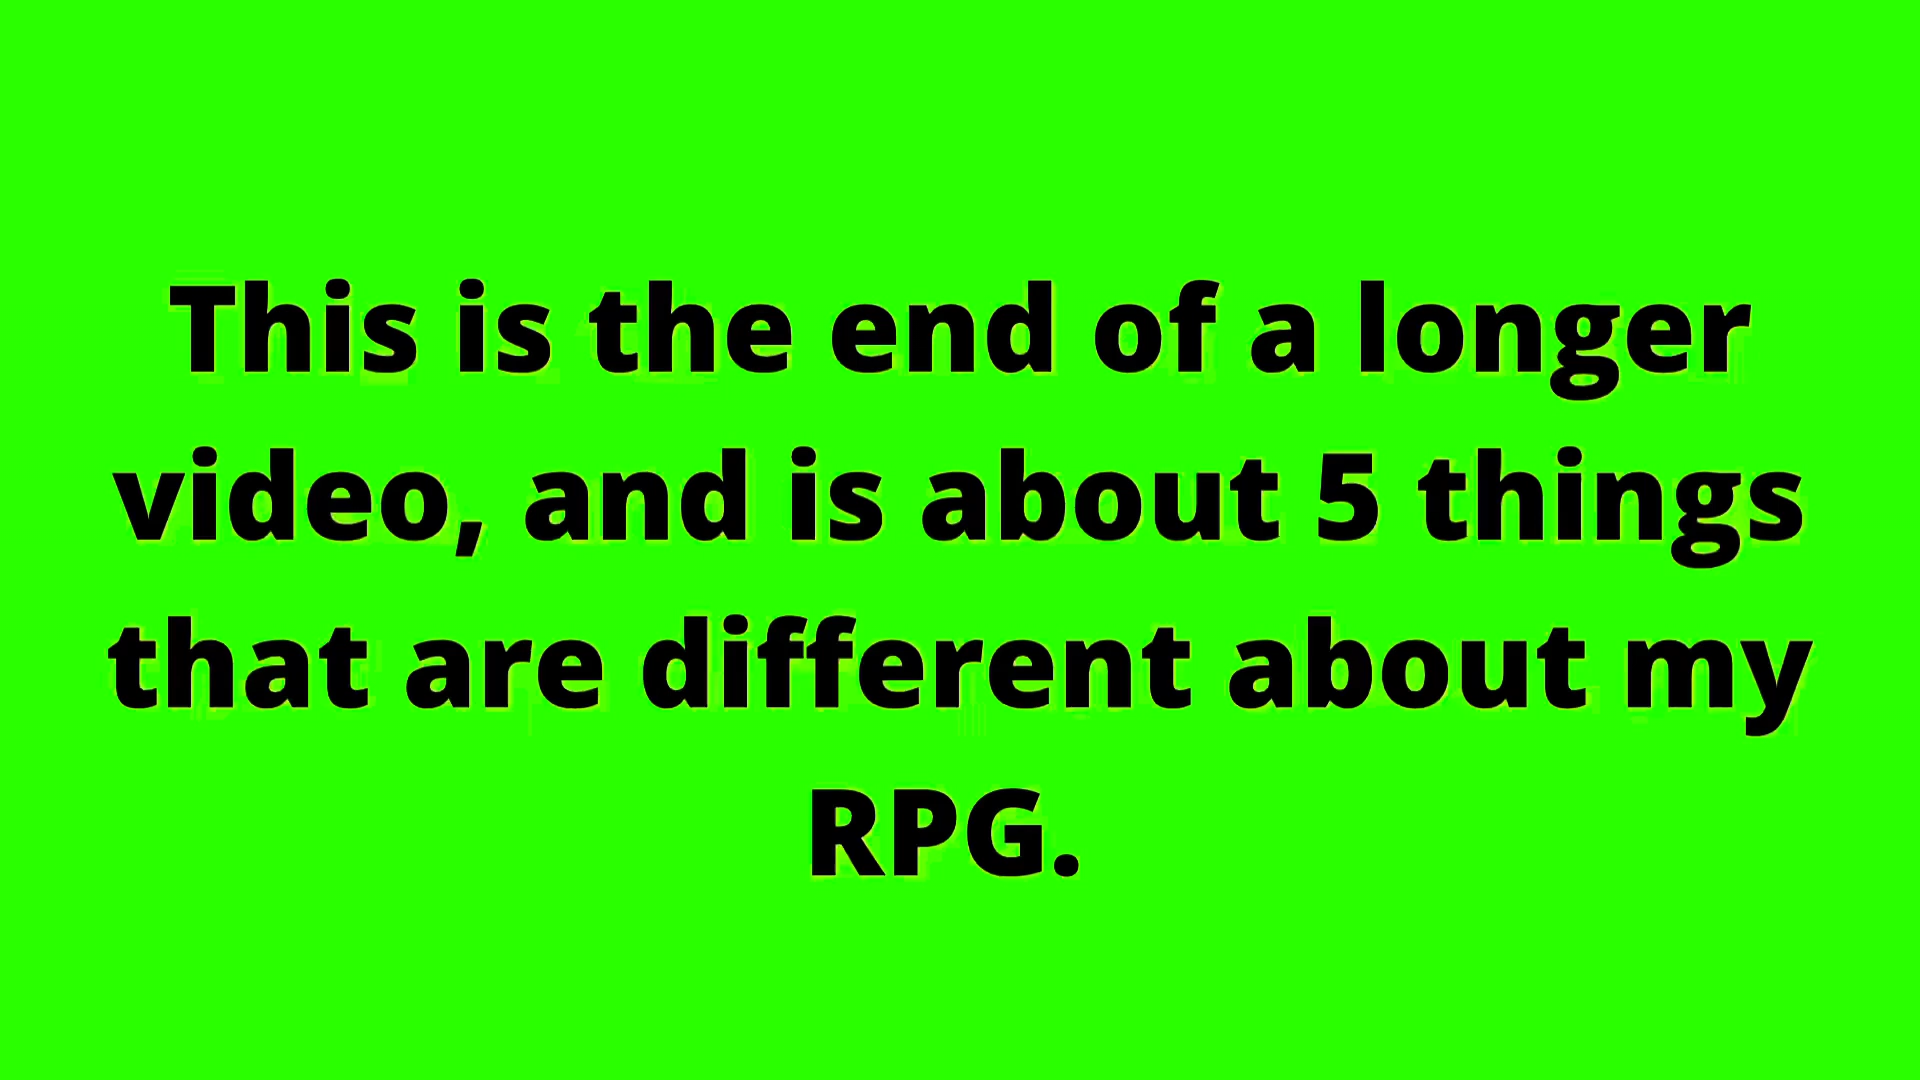 This is the end of a longer
video, and is about 5 things
that are different about my
RPG.